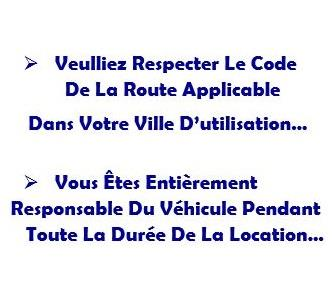 ➢ Veulliez Respecter Le Code
De La Route Applicable
Dans Votre Ville D’utilisation...
➢ Vous Êtes Entièrement
Responsable Du Véhicule Pendant
Toute La Durée De La Location...